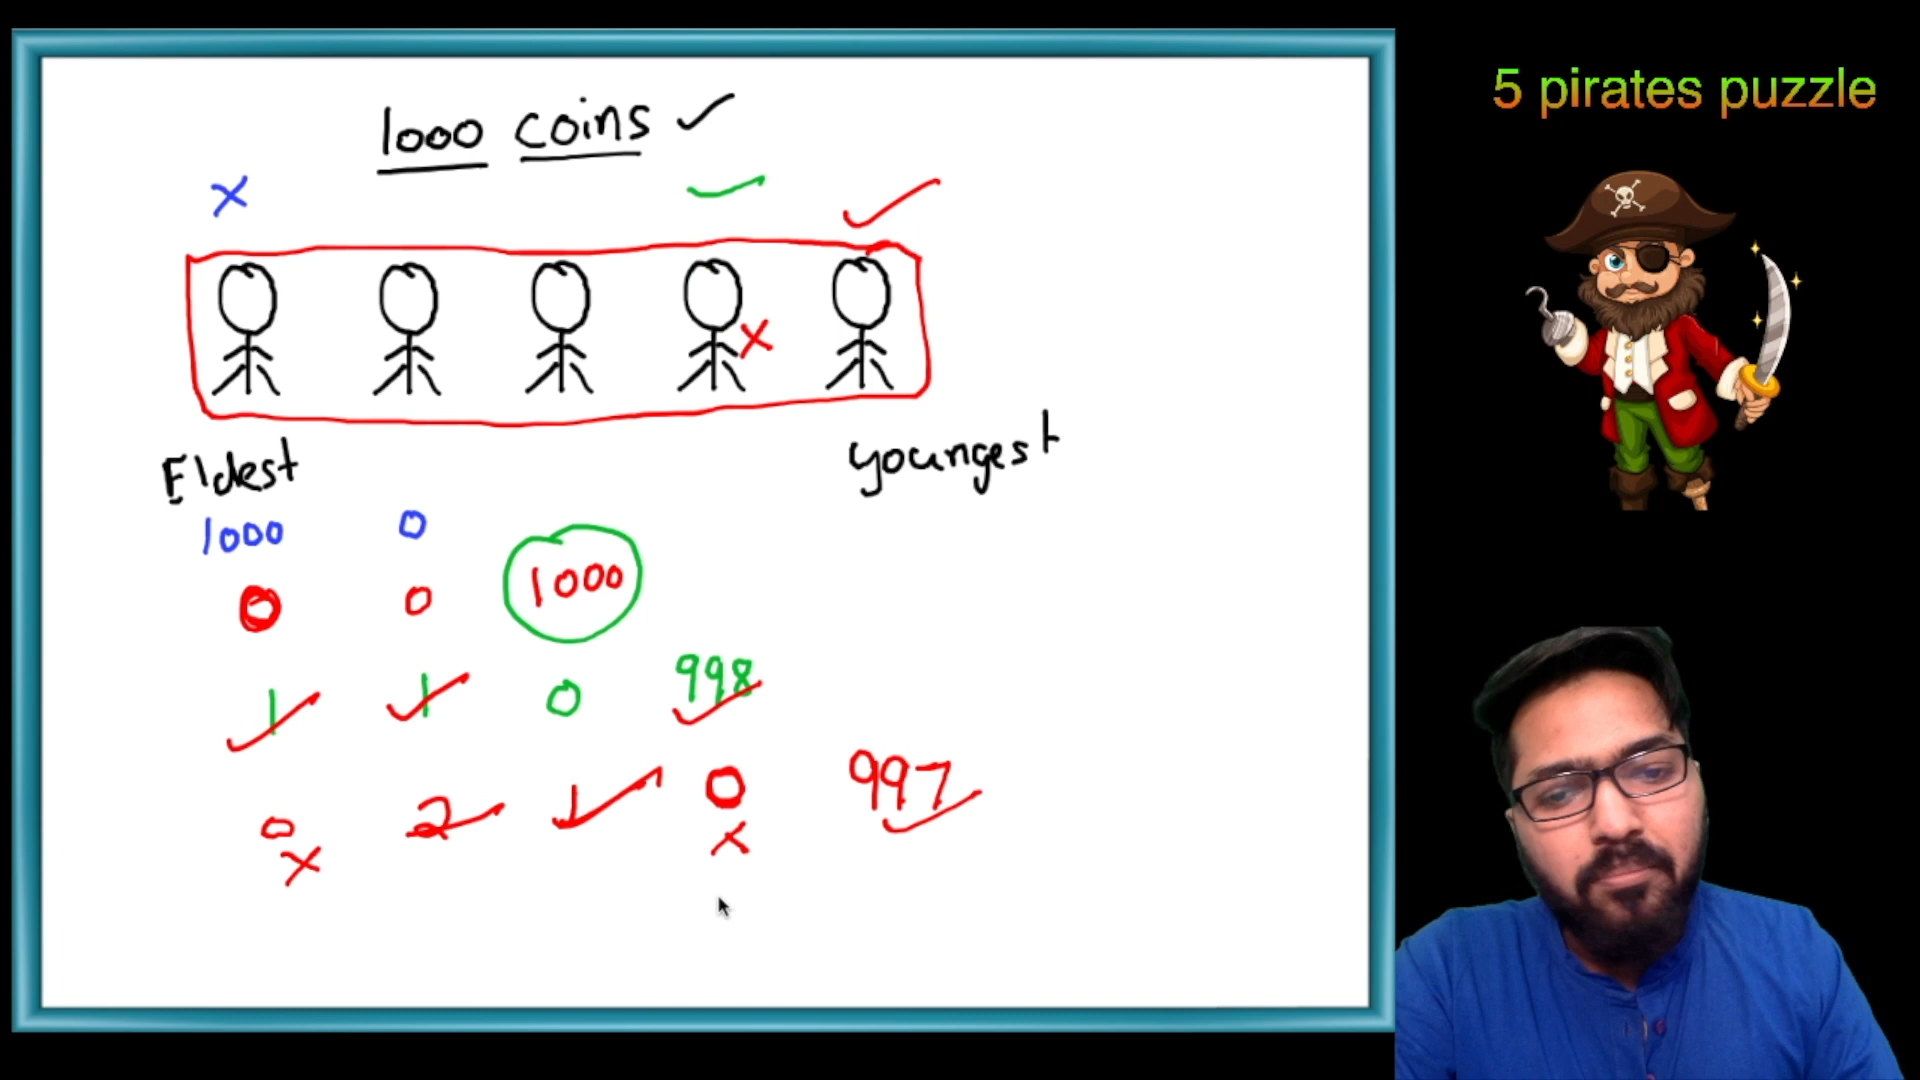 5 pirates puzzle
1000 coins
Eldest
youngest
1000 0
0 0 1000
1 1 0 998
0 2 1 0 997